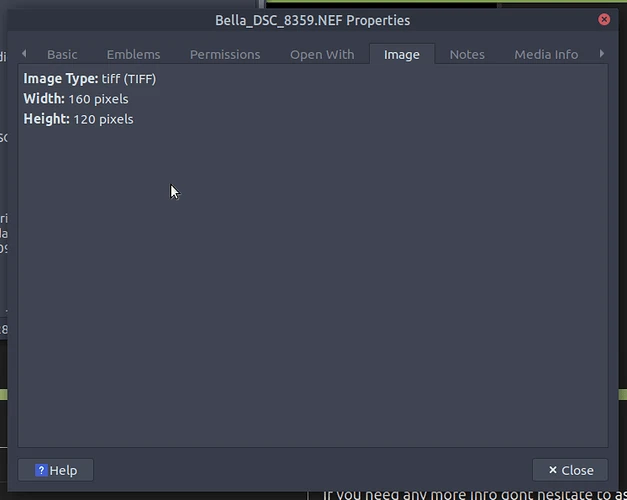 Bella_DSC_8359.NEF Properties
Basic Emblems Permissions Open With Image Notes Media Info
Image Type: tiff (TIFF)
Width: 160 pixels
Height: 120 pixels
? Help
× Close
If you need any more info dont hesitate to as